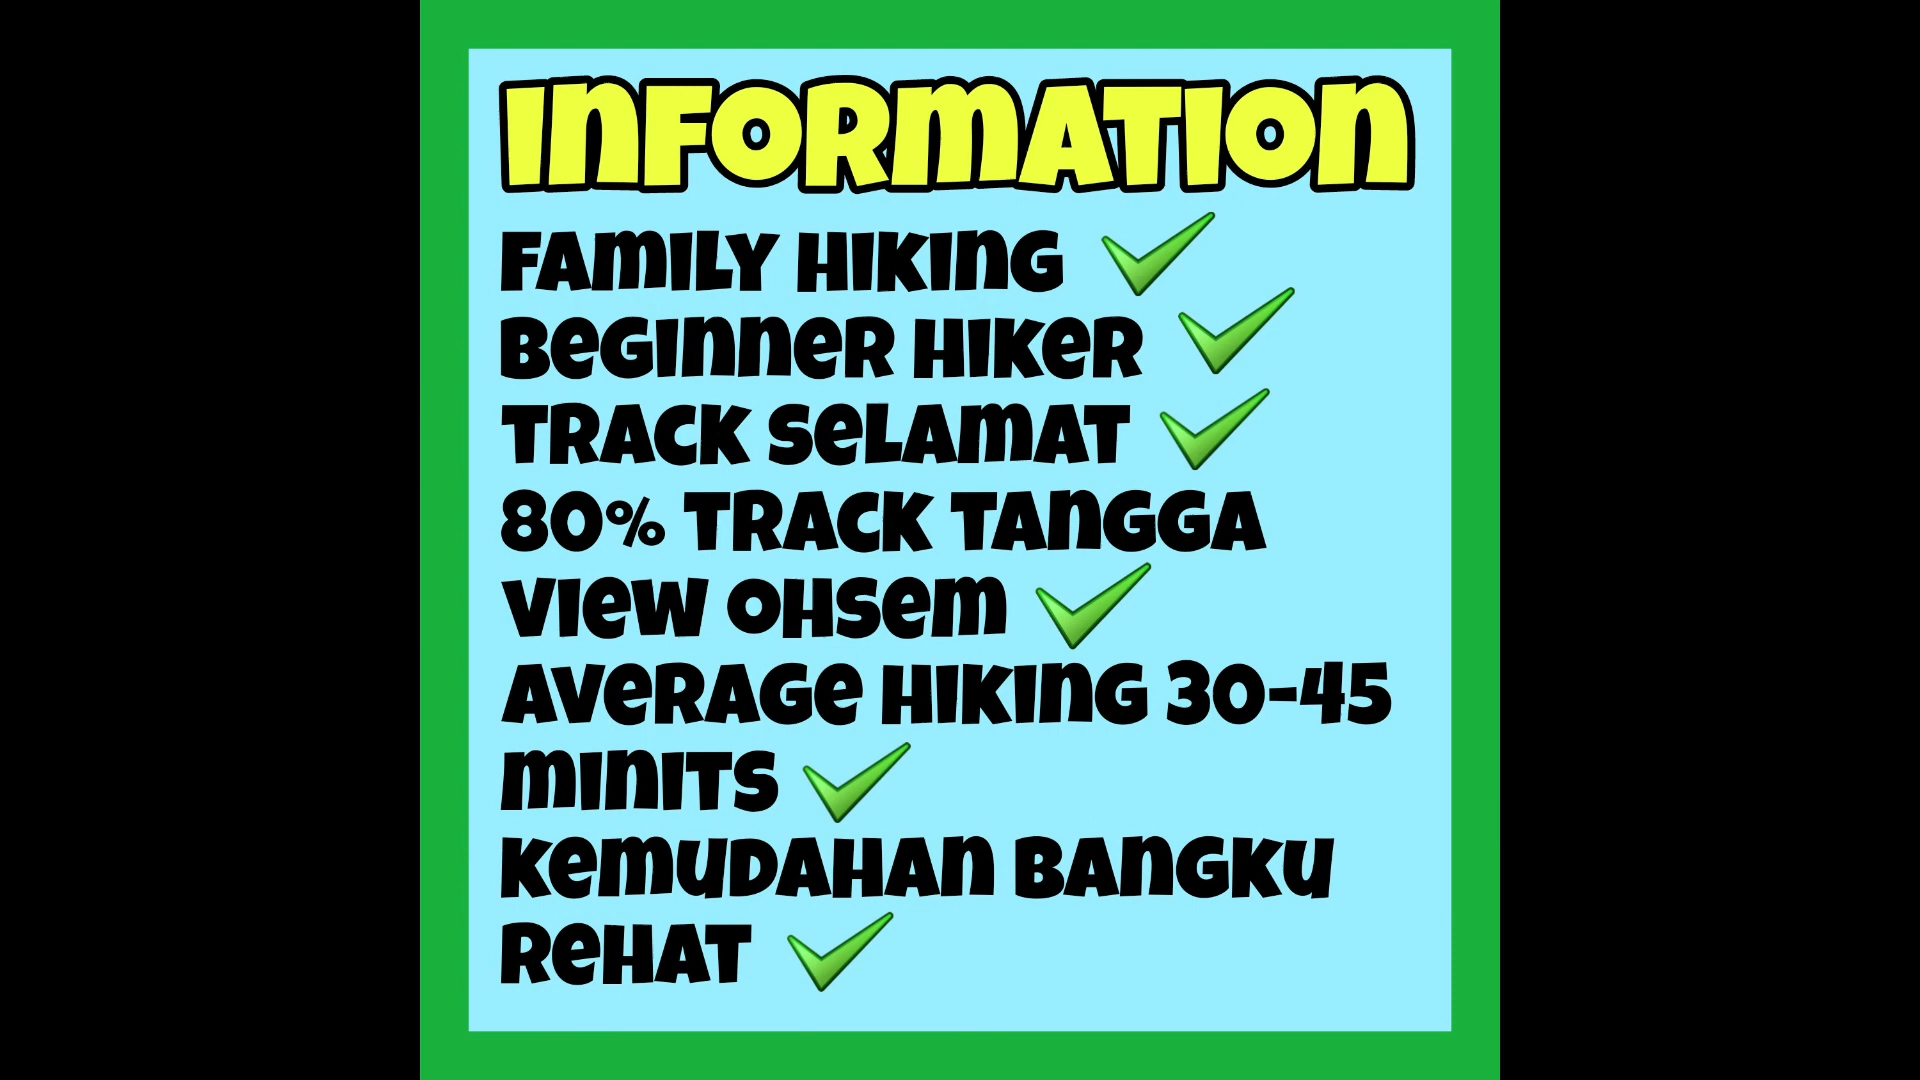 INFORMATION
FAMILY HIKING ✔
BEGINNER HIKER ✔
TRACK SELAMAT ✔
80% TRACK TANGGA
VIEW OHSEM ✔
AVERAGE HIKING 30-45
MINITS ✔
KEMUDAHAN BANGKU
REHAT ✔